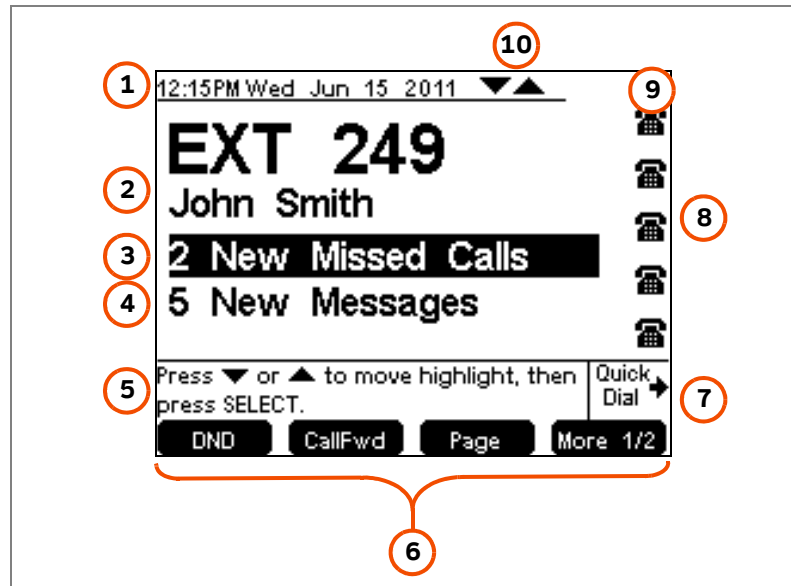 10
1
12:15PM Wed Jun 15 2011
9
EXT 249
2
John Smith
8
3
2 New Missed Calls
4
5 New Messages
5
Press ▼ or ▲ to move highlight, then
press SELECT.
Quick
Dial
7
DND CallFwd Page More 1/2
6